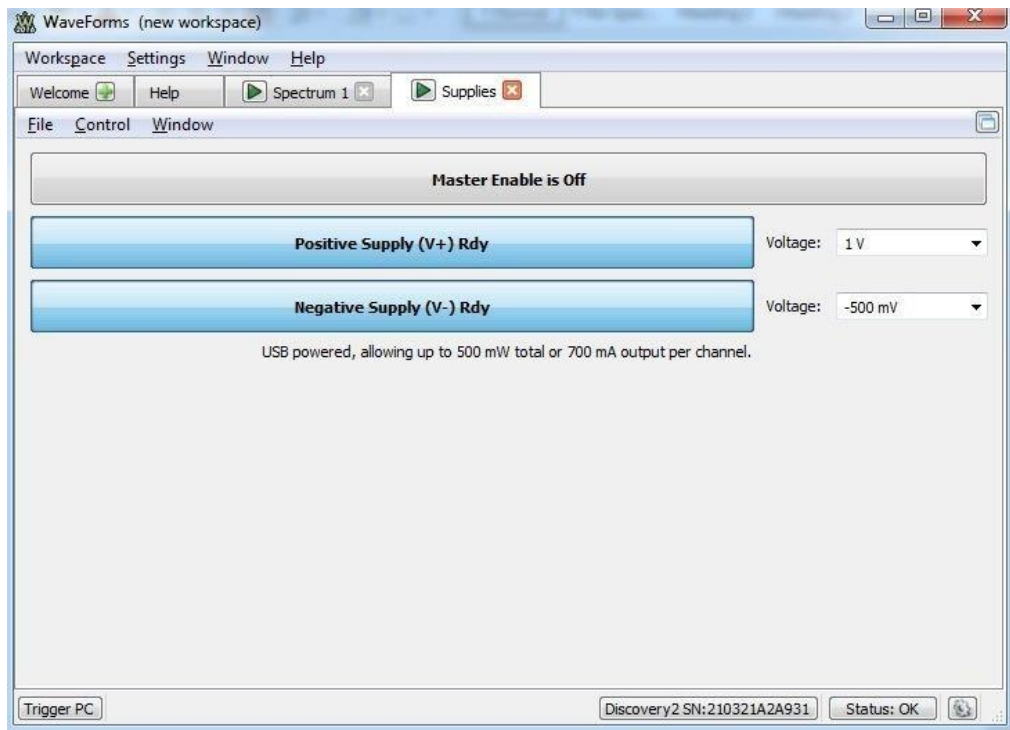 WaveForms (new workspace)
Workspace Settings Window Help
Welcome Help Spectrum 1 Supplies
File Control Window
Master Enable is Off
Positive Supply (V+) Rdy Voltage: 1 V
Negative Supply (V-) Rdy Voltage: -500 mV
USB powered, allowing up to 500 mW total or 700 mA output per channel.
Trigger PC Discovery2 SN:210321A2A931 Status: OK